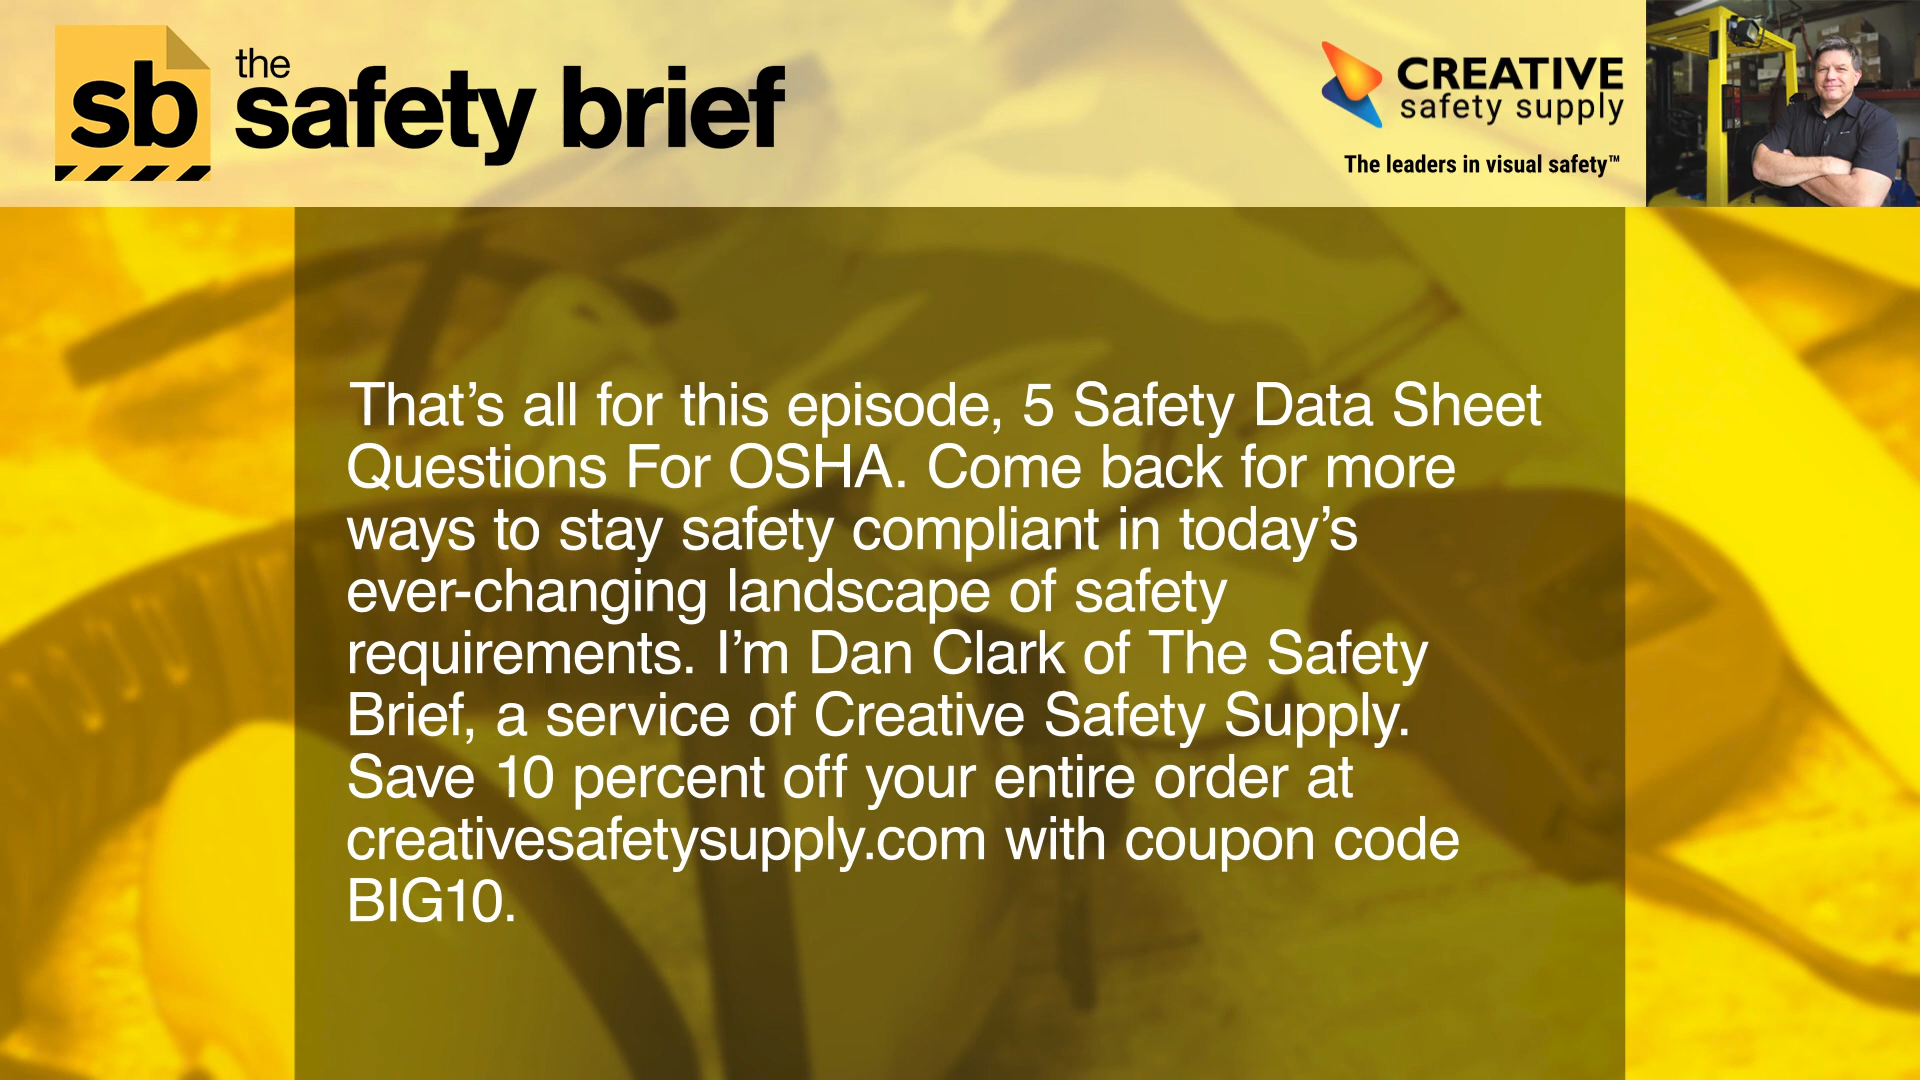 sb
the
safety brief
CREATIVE
safety supply
The leaders in visual safety™
That’s all for this episode, 5 Safety Data Sheet
Questions For OSHA. Come back for more
ways to stay safety compliant in today’s
ever-changing landscape of safety
requirements. I’m Dan Clark of The Safety
Brief, a service of Creative Safety Supply.
Save 10 percent off your entire order at
creativesafetysupply.com with coupon code
BIG10.